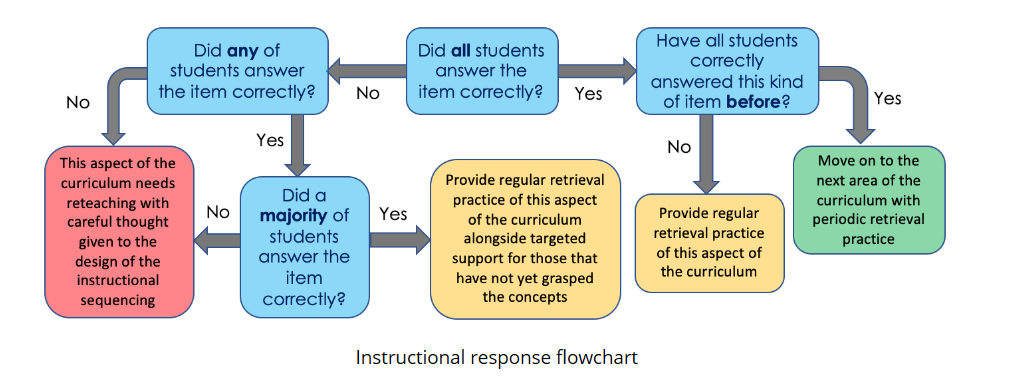 Did any of
students answer
the item correctly?
Did all students
answer the
item correctly?
Have all students
correctly
answered this kind
of item before?
No
No
Yes
Yes
Yes
No
This aspect of the
curriculum needs
reteaching with
careful thought
given to the
design of the
instructional
sequencing
No
Did a
majority of
students
answer the
item
correctly?
Yes
Provide regular retrieval
practice of this aspect
of the curriculum
alongside targeted
support for those that
have not yet grasped
the concepts
Provide regular
retrieval practice
of this aspect of
the curriculum
Move on to the
next area of the
curriculum with
periodic retrieval
practice
Instructional response flowchart